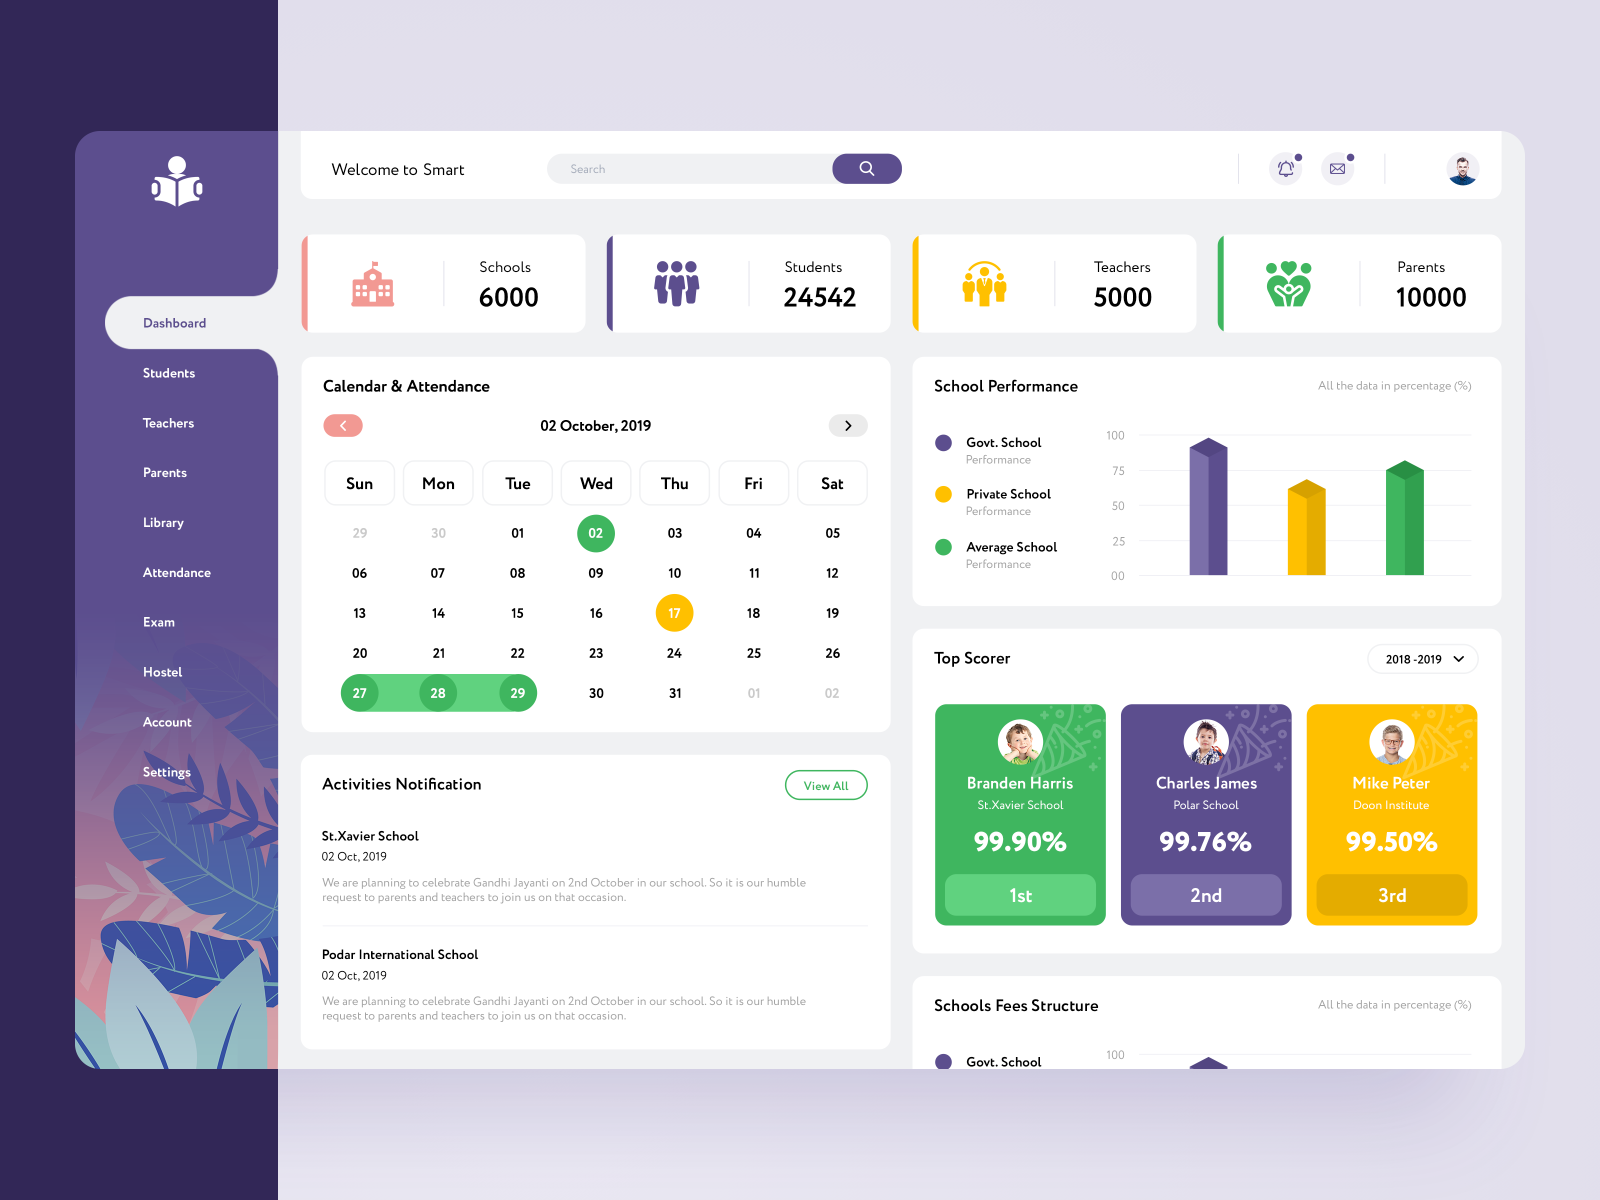 Welcome to Smart
Search
Dashboard
Students
Teachers
Parents
Library
Attendance
Exam
Hostel
Account
Settings
Schools
6000
Students
24542
Teachers
5000
Parents
10000
Calendar & Attendance
02 October, 2019
Sun Mon Tue Wed Thu Fri Sat
29 30 01 02 03 04 05
06 07 08 09 10 11 12
13 14 15 16 17 18 19
20 21 22 23 24 25 26
27 28 29 30 31 01 02
Activities Notification
View All
St.Xavier School
02 Oct, 2019
We are planning to celebrate Gandhi Jayanti on 2nd October in our school. So it is our humble
request to parents and teachers to join us on that occasion.
Podar International School
02 Oct, 2019
We are planning to celebrate Gandhi Jayanti on 2nd October in our school. So it is our humble
request to parents and teachers to join us on that occasion.
School Performance
All the data in percentage (%)
Govt. School
Performance
Private School
Performance
Average School
Performance
100
75
50
25
00
Top Scorer
2018 -2019
Branden Harris
St.Xavier School
99.90%
1st
Charles James
Polar School
99.76%
2nd
Mike Peter
Doon Institute
99.50%
3rd
Schools Fees Structure
All the data in percentage (%)
Govt. School
100